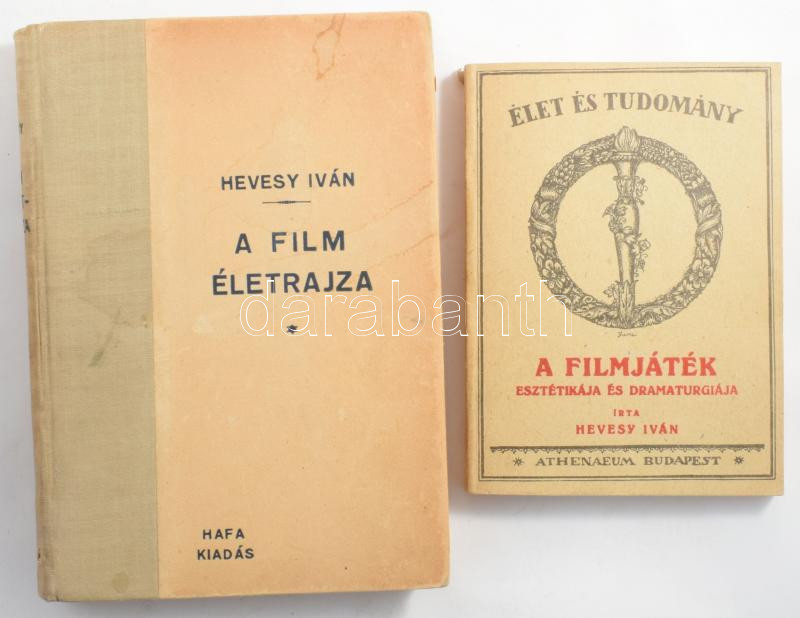 HEVESY IVÁN
A FILM
ÉLETRAJZA
HAFA
KIADÁS
ÉLET ÉS TUDOMÁNY
A FILMJÁTÉK
ESZTÉTIKÁJA ÉS DRAMATURGIÁJA
ÍRTA
HEVESY IVÁN
ATHENAEUM BUDAPEST
darabanth